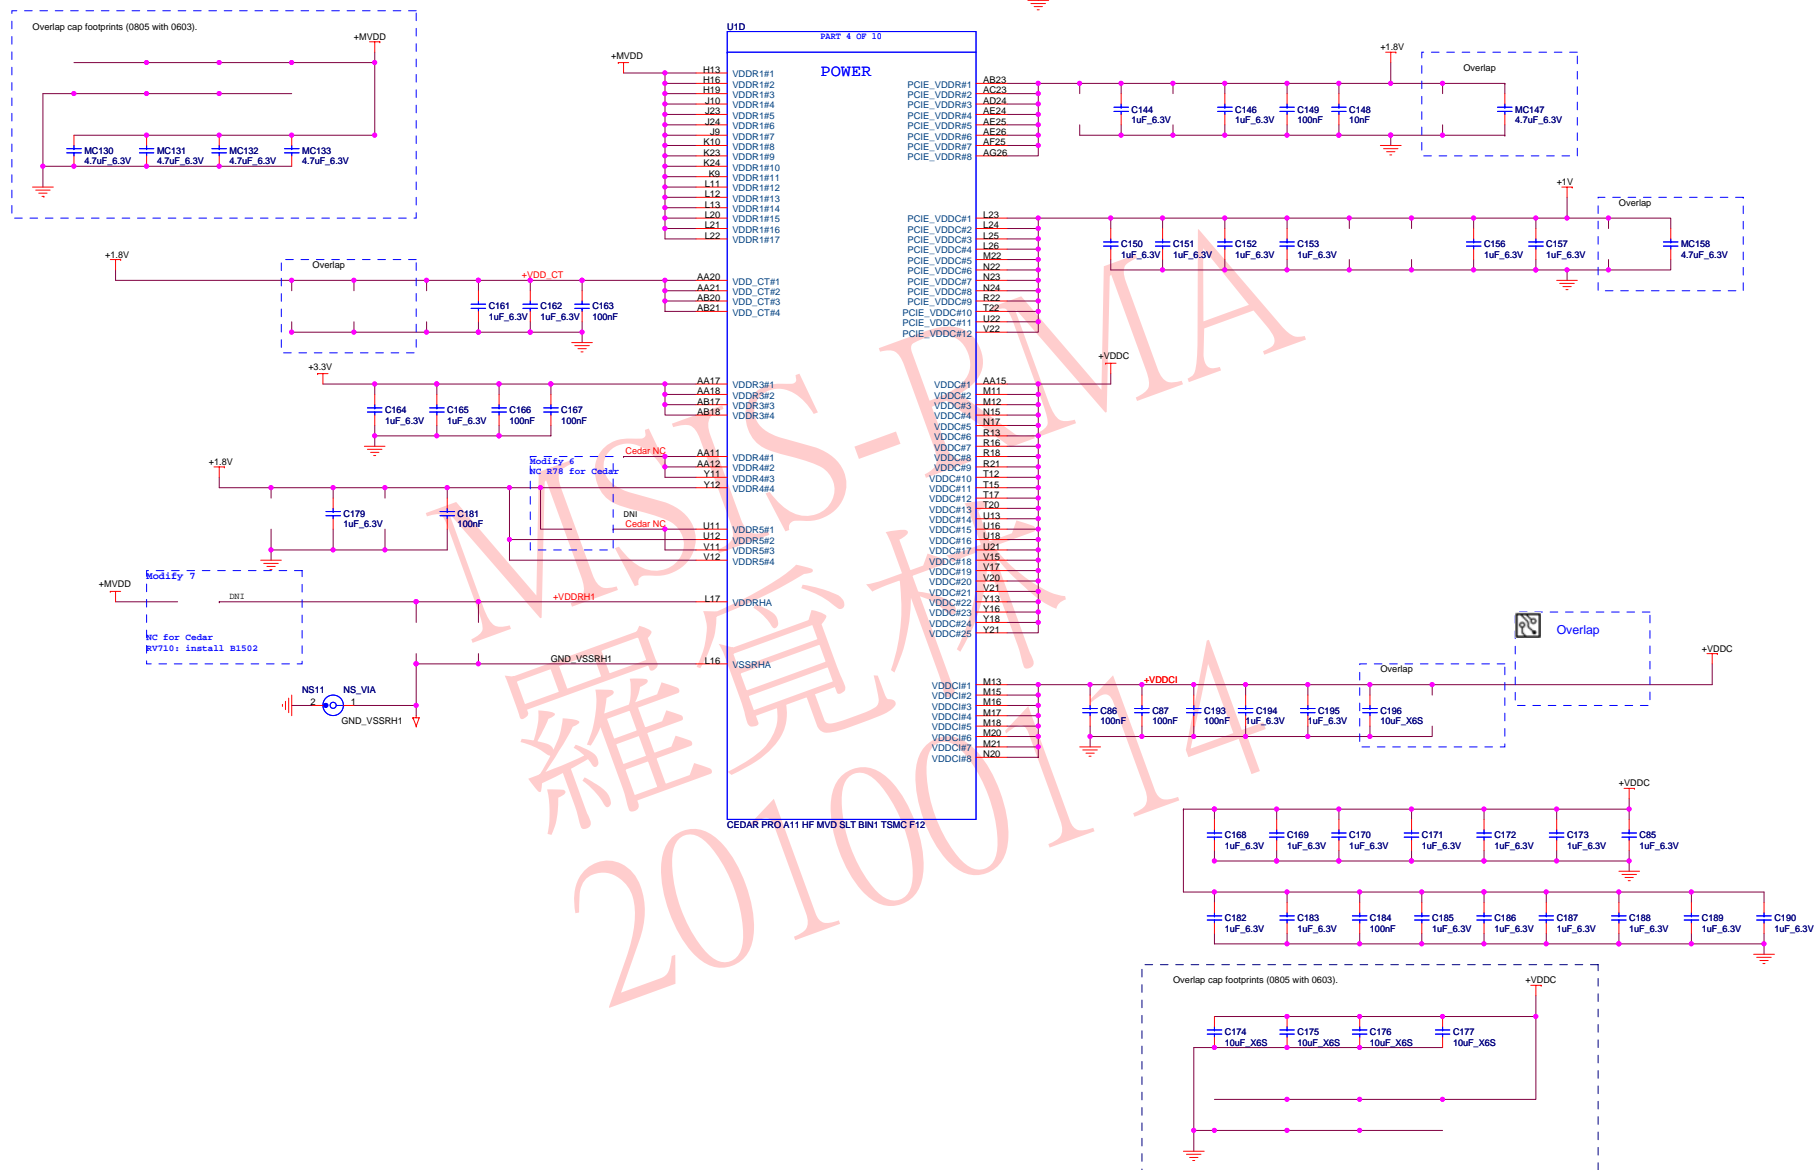 Overlap cap footprints (0805 with 0603).
+MVDD
MC130
4.7uF_6.3V
MC131
4.7uF_6.3V
MC132
4.7uF_6.3V
MC133
4.7uF_6.3V
U1D
PART 4 OF 10
POWER
+MVDD
H13 VDDR1#1
H16 VDDR1#2
H19 VDDR1#3
J10 VDDR1#4
J23 VDDR1#5
J24 VDDR1#6
J9 VDDR1#7
K10 VDDR1#8
K23 VDDR1#9
K24 VDDR1#10
K9 VDDR1#11
L11 VDDR1#12
L12 VDDR1#13
L13 VDDR1#14
L20 VDDR1#15
L21 VDDR1#16
L22 VDDR1#17
+1.8V
Overlap
+VDD_CT
C161
1uF_6.3V
C162
1uF_6.3V
C163
100nF
AA20 VDD_CT#1
AA21 VDD_CT#2
AB20 VDD_CT#3
AB21 VDD_CT#4
+3.3V
C164
1uF_6.3V
C165
1uF_6.3V
C166
100nF
C167
100nF
AA17 VDDR3#1
AA18 VDDR3#2
AB17 VDDR3#3
AB18 VDDR3#4
+1.8V
C179
1uF_6.3V
C181
100nF
Modify 6
NC R78 for Cedar
Cedar NC
DNI
Cedar NC
AA11 VDDR4#1
AA12 VDDR4#2
Y11 VDDR4#3
Y12 VDDR4#4
U11 VDDR5#1
U12 VDDR5#2
V11 VDDR5#3
V12 VDDR5#4
+MVDD
Modify 7
DNI
NC for Cedar
RV710: install B1502
+VDDRH1
L17 VDDRHA
GND_VSSRH1
L16 VSSRHA
NS11 NS_VIA
2 1
GND_VSSRH1
PCIE_VDDR#1 AB23
PCIE_VDDR#2 AC23
PCIE_VDDR#3 AD24
PCIE_VDDR#4 AE24
PCIE_VDDR#5 AE25
PCIE_VDDR#6 AE26
PCIE_VDDR#7 AF25
PCIE_VDDR#8 AG26
+1.8V
Overlap
C144
1uF_6.3V
C146
1uF_6.3V
C149
100nF
C148
10nF
MC147
4.7uF_6.3V
PCIE_VDDC#1 L23
PCIE_VDDC#2 L24
PCIE_VDDC#3 L25
PCIE_VDDC#4 L26
PCIE_VDDC#5 M22
PCIE_VDDC#6 N22
PCIE_VDDC#7 N23
PCIE_VDDC#8 N24
PCIE_VDDC#9 R22
PCIE_VDDC#10 T22
PCIE_VDDC#11 U22
PCIE_VDDC#12 V22
+1V
Overlap
C150
1uF_6.3V
C151
1uF_6.3V
C152
1uF_6.3V
C153
1uF_6.3V
C156
1uF_6.3V
C157
1uF_6.3V
MC158
4.7uF_6.3V
+VDDC
VDDC#1 AA15
VDDC#2 M11
VDDC#3 M12
VDDC#4 N15
VDDC#5 N17
VDDC#6 R13
VDDC#7 R16
VDDC#8 R18
VDDC#9 R21
VDDC#10 T12
VDDC#11 T15
VDDC#12 T17
VDDC#13 T20
VDDC#14 U13
VDDC#15 U16
VDDC#16 U18
VDDC#17 U21
VDDC#18 V15
VDDC#19 V17
VDDC#20 V20
VDDC#21 V21
VDDC#22 Y13
VDDC#23 Y16
VDDC#24 Y18
VDDC#25 Y21
VDDCI#1 M13
VDDCI#2 M15
VDDCI#3 M16
VDDCI#4 M17
VDDCI#5 M18
VDDCI#6 M20
VDDCI#7 M21
VDDCI#8 N20
+VDDCI
Overlap
Overlap
+VDDC
C86
100nF
C87
100nF
C193
100nF
C194
1uF_6.3V
C195
1uF_6.3V
C196
10uF_X6S
CEDAR PRO A11 HF MVD SLT BIN1 TSMC F12
+VDDC
C168
1uF_6.3V
C169
1uF_6.3V
C170
1uF_6.3V
C171
1uF_6.3V
C172
1uF_6.3V
C173
1uF_6.3V
C85
1uF_6.3V
C182
1uF_6.3V
C183
1uF_6.3V
C184
100nF
C185
1uF_6.3V
C186
1uF_6.3V
C187
1uF_6.3V
C188
1uF_6.3V
C189
1uF_6.3V
C190
1uF_6.3V
Overlap cap footprints (0805 with 0603).
+VDDC
C174
10uF_X6S
C175
10uF_X6S
C176
10uF_X6S
C177
10uF_X6S
MSIS-RMA
羅覓林
20100114